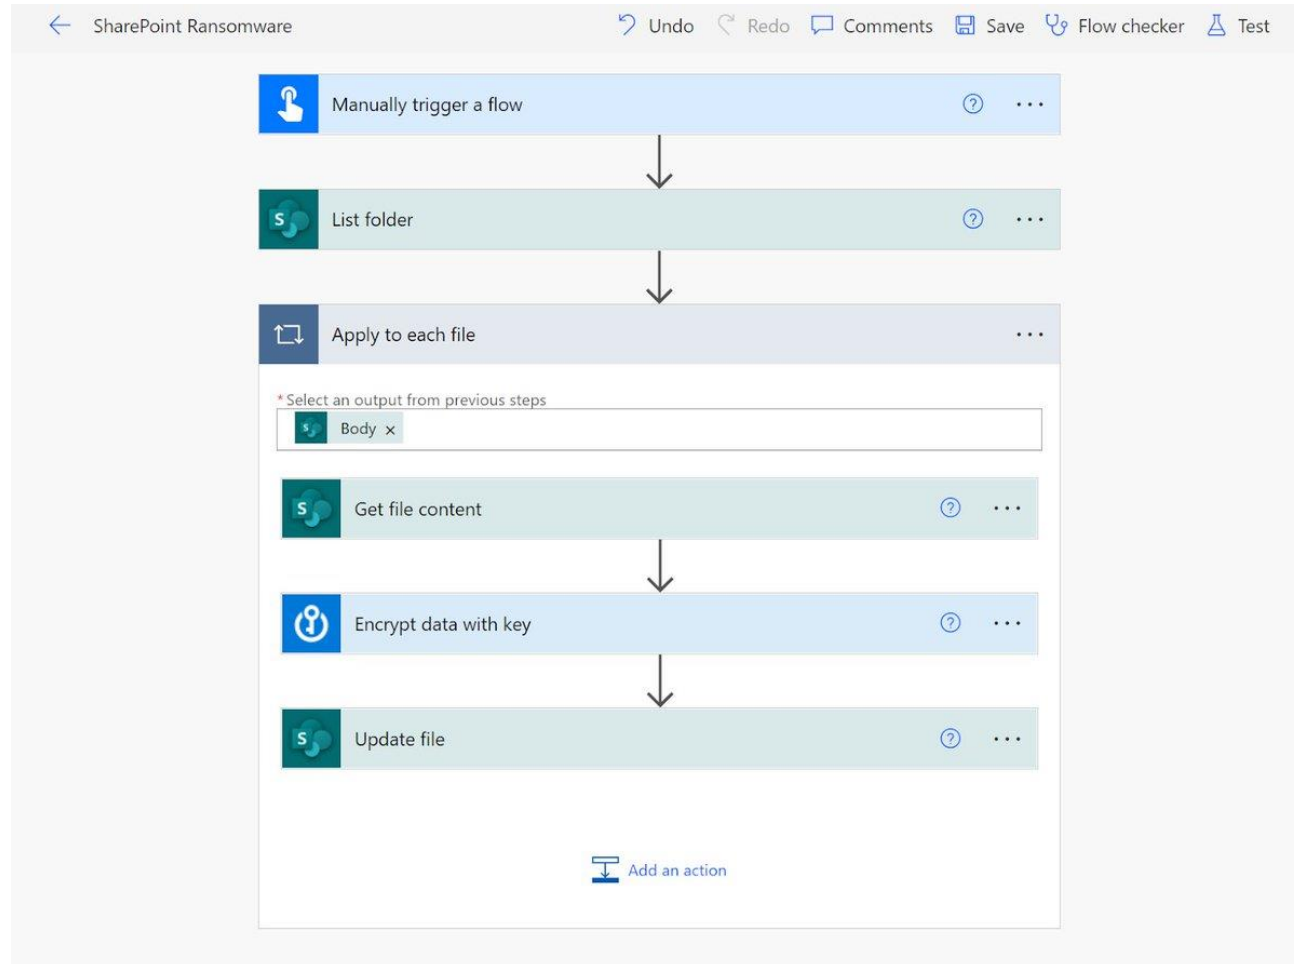 SharePoint Ransomware Undo Redo Comments Save Flow checker Test
Manually trigger a flow
List folder
Apply to each file
*Select an output from previous steps
Body ×
Get file content
Encrypt data with key
Update file
Add an action